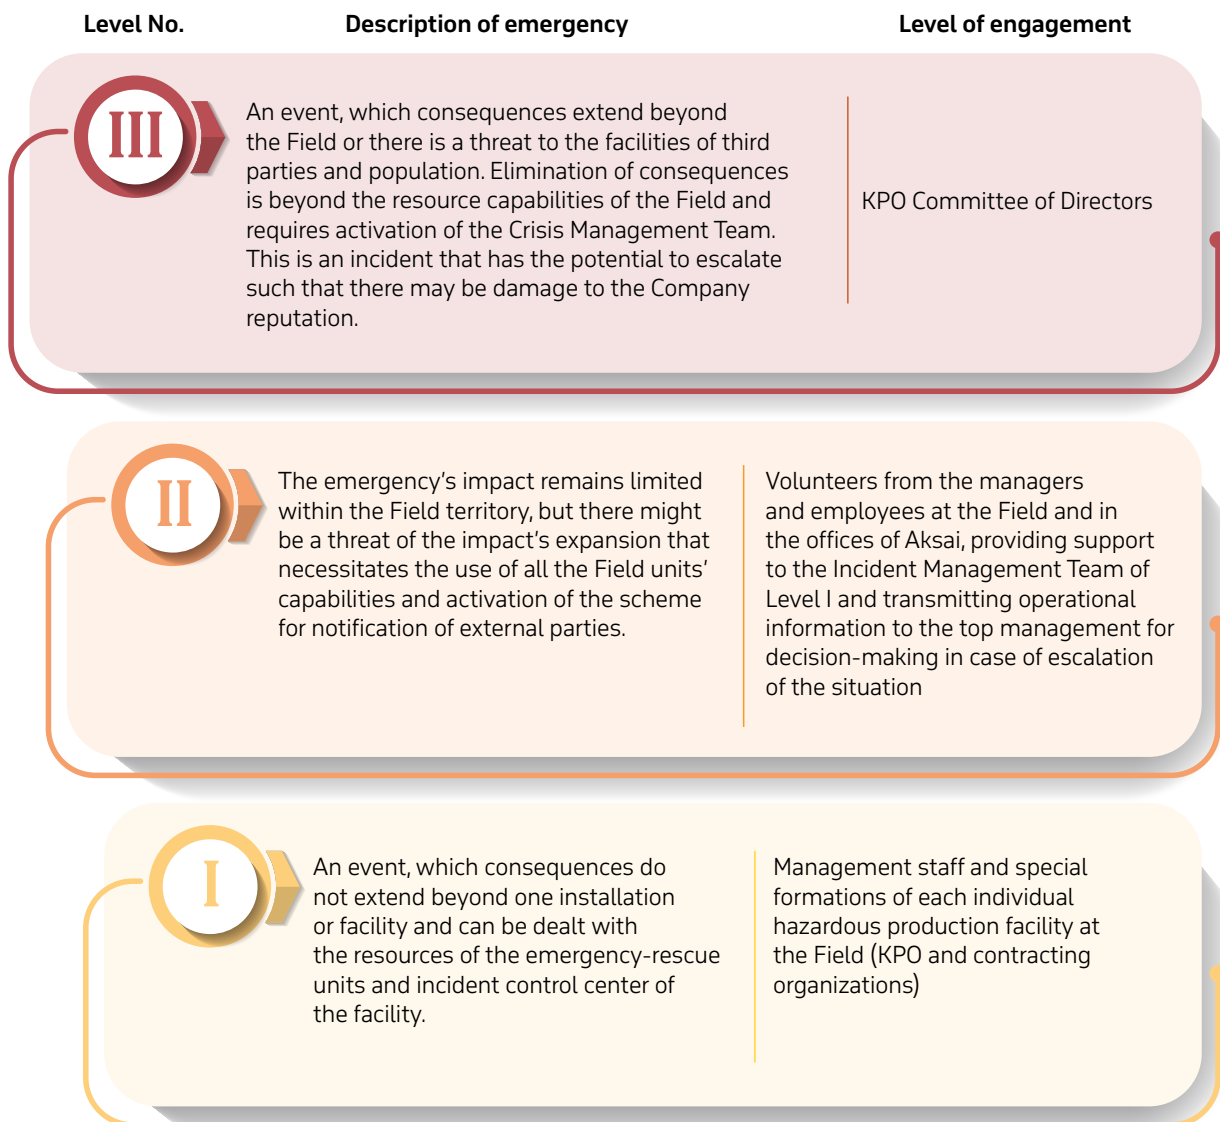 Level No. Description of emergency Level of engagement
III
An event, which consequences extend beyond
the Field or there is a threat to the facilities of third
parties and population. Elimination of consequences
is beyond the resource capabilities of the Field and
requires activation of the Crisis Management Team.
This is an incident that has the potential to escalate
such that there may be damage to the Company
reputation.
KPO Committee of Directors
II
The emergency’s impact remains limited
within the Field territory, but there might
be a threat of the impact’s expansion that
necessitates the use of all the Field units’
capabilities and activation of the scheme
for notification of external parties.
Volunteers from the managers
and employees at the Field and in
the offices of Aksai, providing support
to the Incident Management Team of
Level I and transmitting operational
information to the top management for
decision-making in case of escalation
of the situation
I
An event, which consequences do
not extend beyond one installation
or facility and can be dealt with
the resources of the emergency-rescue
units and incident control center of
the facility.
Management staff and special
formations of each individual
hazardous production facility at
the Field (KPO and contracting
organizations)